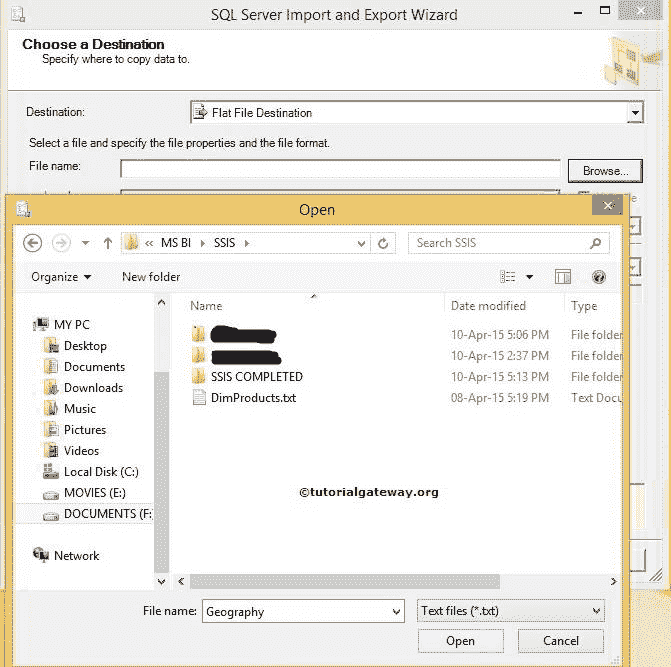 SQL Server Import and Export Wizard
Choose a Destination
Specify where to copy data to.
Destination:
Flat File Destination
Select a file and specify the file properties and the file format.
File name:
Browse...
Open
« MS BI SSIS
Search SSIS
Organize
New folder
Name
Date modified
Type
MY PC
Desktop
Documents
Downloads
Music
Pictures
Videos
Local Disk (C:)
MOVIES (E:)
DOCUMENTS (F:
Network
10-Apr-15 5:06 PM
File folder
10-Apr-15 2:37 PM
File folder
SSIS COMPLETED
10-Apr-15 5:13 PM
File folder
DimProducts.txt
08-Apr-15 5:19 PM
Text Docu
©tutorialgateway.org
File name:
Geography
Text files (*.txt)
Open
Cancel